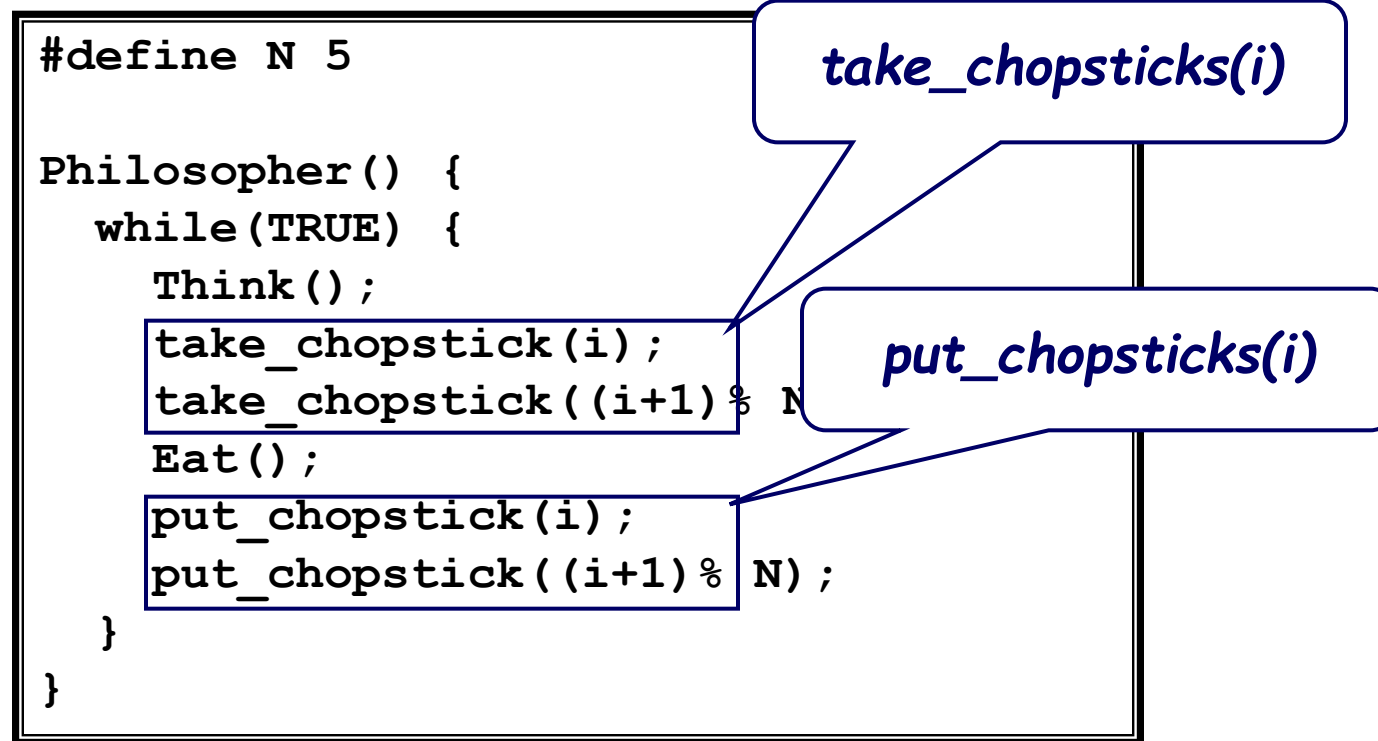 #define N 5
take_chopsticks(i)
Philosopher() {
while(TRUE) {
Think();
take_chopstick(i);
put_chopsticks(i)
take_chopstick((i+1)% N
Eat();
put_chopstick(i);
put_chopstick((i+1)% N);
}
}